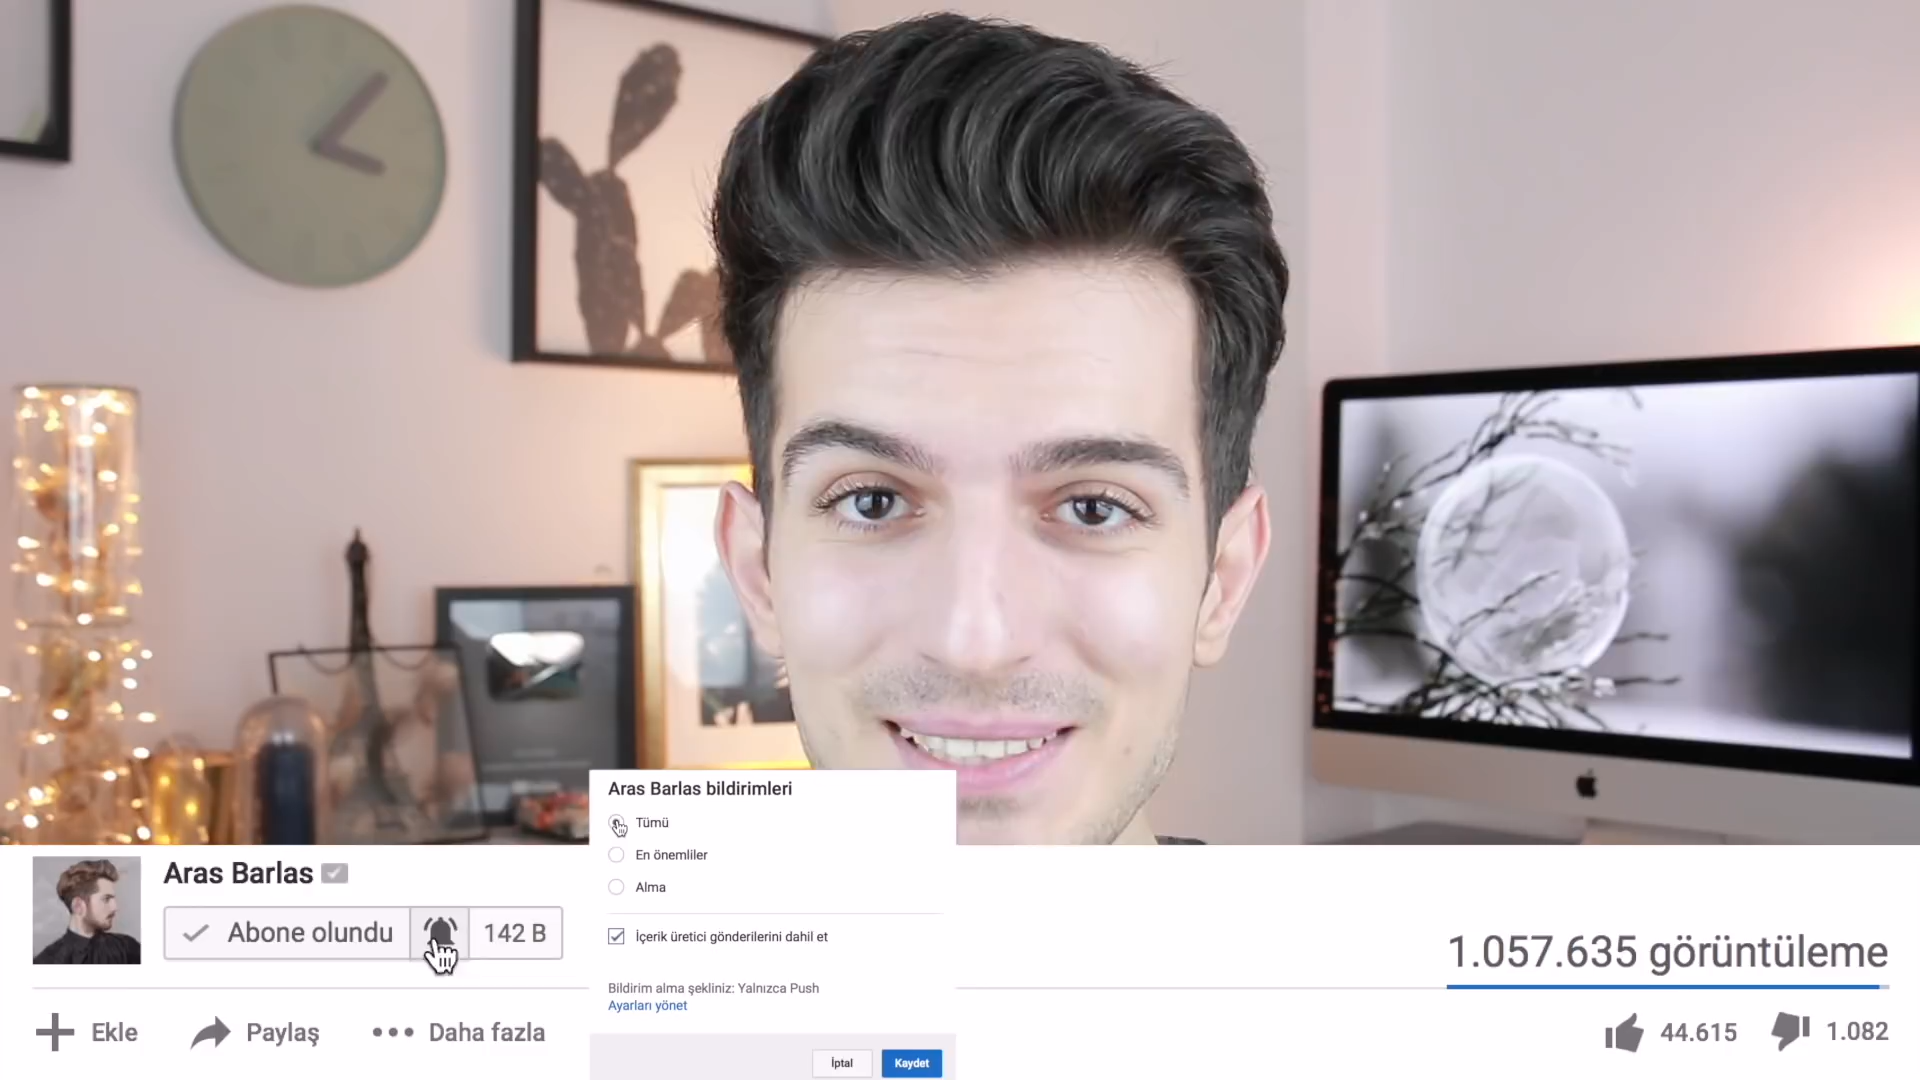 Aras Barlas bildirimleri
Tümü
En önemliler
Alma
İçerik üretici gönderilerini dahil et
Bildirim alma şekliniz: Yalnızca Push
Ayarları yönet
İptal Kaydet
Aras Barlas
Abone olundu 142 B
1.057.635 görüntüleme
Ekle Paylaş Daha fazla
44.615 1.082